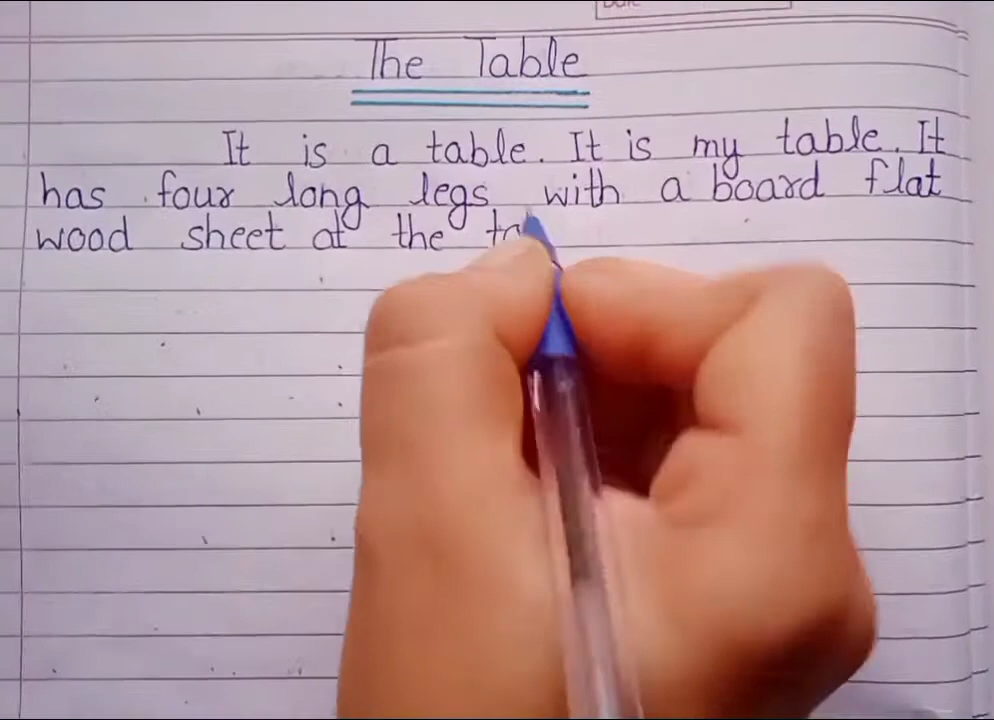 The Table
It is a table. It is my table. It
has four long legs with a board flat
wood sheet at the